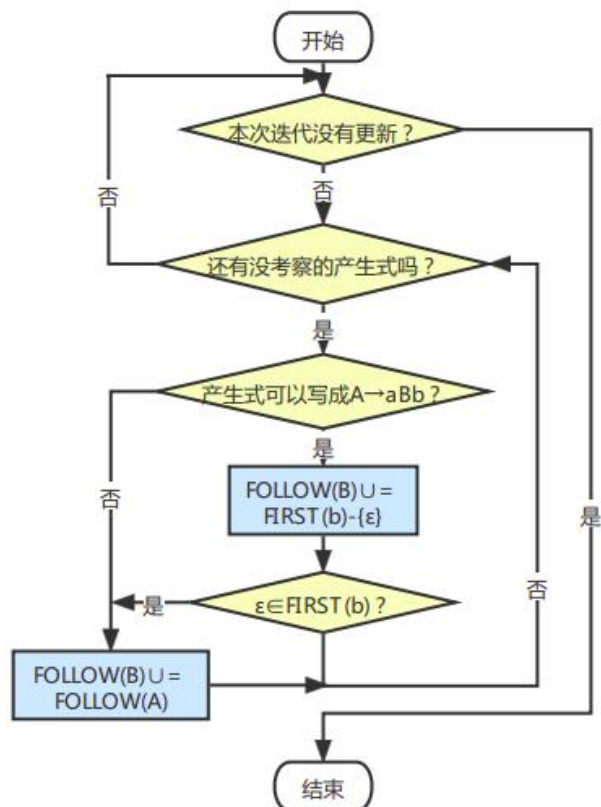 开始
本次迭代没有更新？
否
否
还有没考察的产生式吗？
是
产生式可以写成A→aBb？
是
否
FOLLOW(B)∪=
FIRST(b)-{ε}
是
ε∈FIRST(b)？
是
否
FOLLOW(B)∪=
FOLLOW(A)
结束